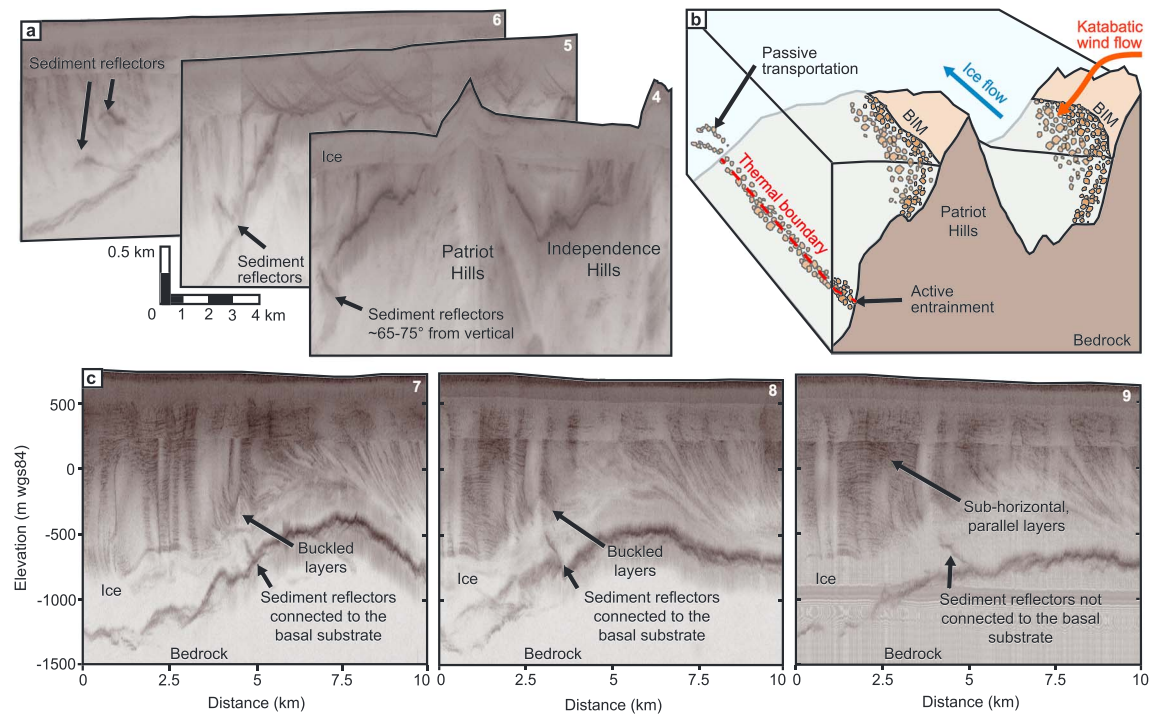 a
6
Sediment reflectors
5
4
Ice
Sediment
reflectors
Patriot
Hills
Independence
Hills
Sediment reflectors
~65-75° from vertical
0.5 km
0 1 2 3 4 km
b
Katabatic
wind flow
Passive
transportation
Ice flow
BIM
BIM
Thermal boundary
Patriot
Hills
Active
entrainment
Bedrock
c
7
8
9
Elevation (m wgs84)
500
0
-500
-1000
-1500
Buckled
layers
Ice
Sediment reflectors
connected to the
basal substrate
Bedrock
0 2.5 5 7.5 10
Distance (km)
Buckled
layers
Ice
Sediment reflectors
connected to the
basal substrate
Bedrock
0 2.5 5 7.5 10
Distance (km)
Sub-horizontal,
parallel layers
Ice
Sediment reflectors not
connected to the basal
substrate
Bedrock
2.5 5 7.5 10
Distance (km)